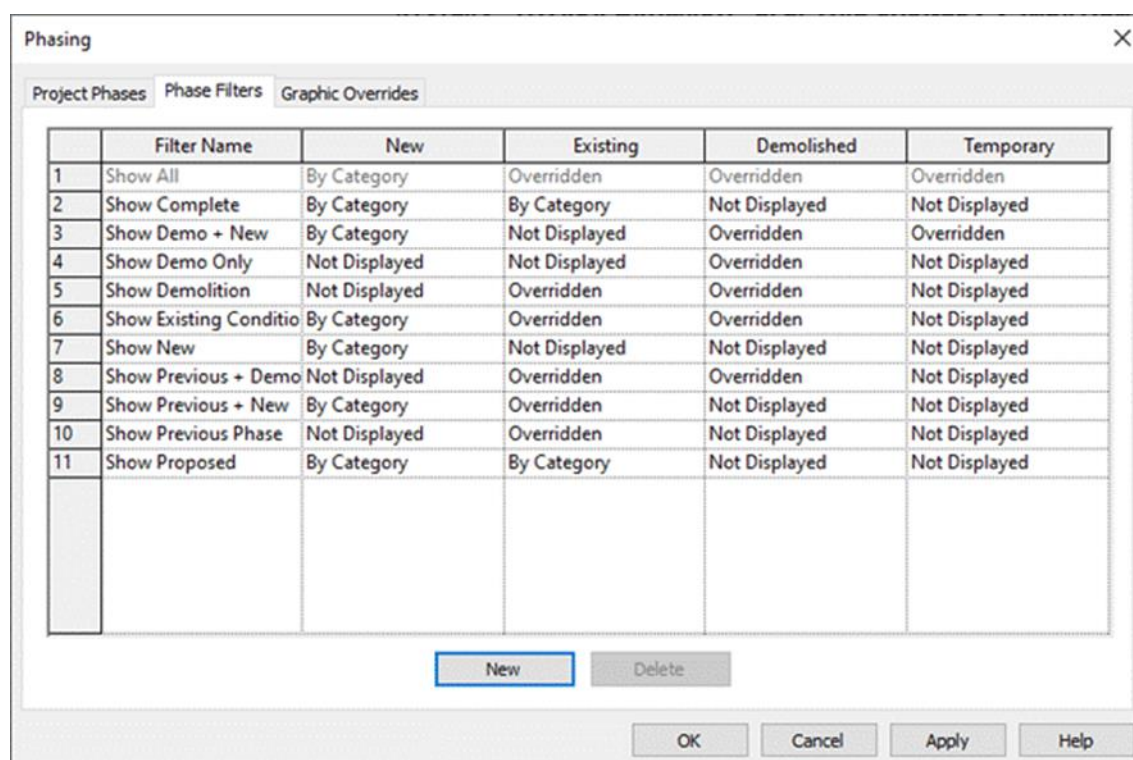 Phasing
Project Phases Phase Filters Graphic Overrides
Filter Name New Existing Demolished Temporary
1 Show All By Category Overridden Overridden Overridden
2 Show Complete By Category By Category Not Displayed Not Displayed
3 Show Demo + New By Category Not Displayed Overridden Overridden
4 Show Demo Only Not Displayed Not Displayed Overridden Not Displayed
5 Show Demolition Not Displayed Overridden Overridden Not Displayed
6 Show Existing Conditio By Category Overridden Overridden Not Displayed
7 Show New By Category Not Displayed Not Displayed Not Displayed
8 Show Previous + Demo Not Displayed Overridden Overridden Not Displayed
9 Show Previous + New By Category Overridden Not Displayed Not Displayed
10 Show Previous Phase Not Displayed Overridden Not Displayed Not Displayed
11 Show Proposed By Category By Category Not Displayed Not Displayed
New Delete
OK Cancel Apply Help